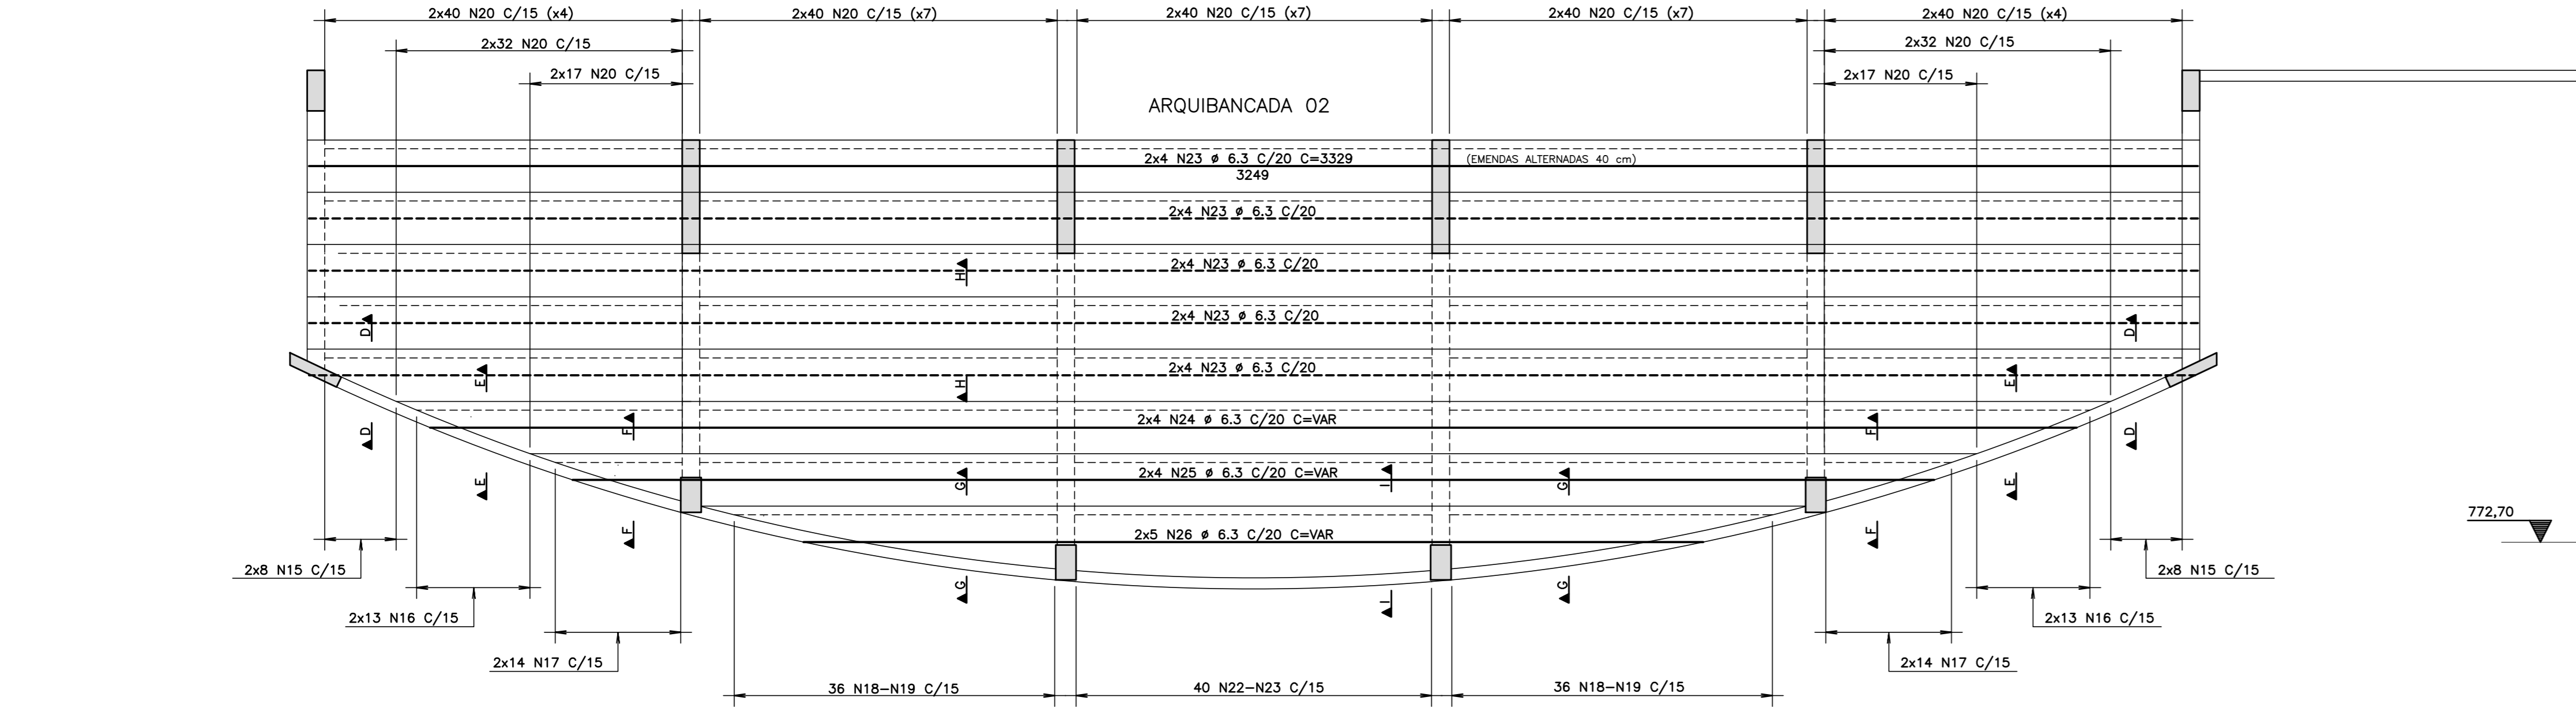 2x40 N20 C/15 (x4)
2x40 N20 C/15 (x7)
2x40 N20 C/15 (x7)
2x40 N20 C/15 (x7)
2x40 N20 C/15 (x4)
2x32 N20 C/15
2x32 N20 C/15
2x17 N20 C/15
2x17 N20 C/15
ARQUIBANCADA 02
2x4 N23 ø 6.3 C/20 C=3329
(EMENDAS ALTERNADAS 40 cm)
3249
2x4 N23 ø 6.3 C/20
2x4 N23 ø 6.3 C/20
H
2x4 N23 ø 6.3 C/20
D
D
2x4 N23 ø 6.3 C/20
E
H
E
2x4 N24 ø 6.3 C/20 C=VAR
D
F
F
D
2x4 N25 ø 6.3 C/20 C=VAR
E
G
I
G
E
772,70
2x5 N26 ø 6.3 C/20 C=VAR
F
F
2x8 N15 C/15
2x8 N15 C/15
G
I
G
2x13 N16 C/15
2x13 N16 C/15
2x14 N17 C/15
2x14 N17 C/15
36 N18-N19 C/15
40 N22-N23 C/15
36 N18-N19 C/15